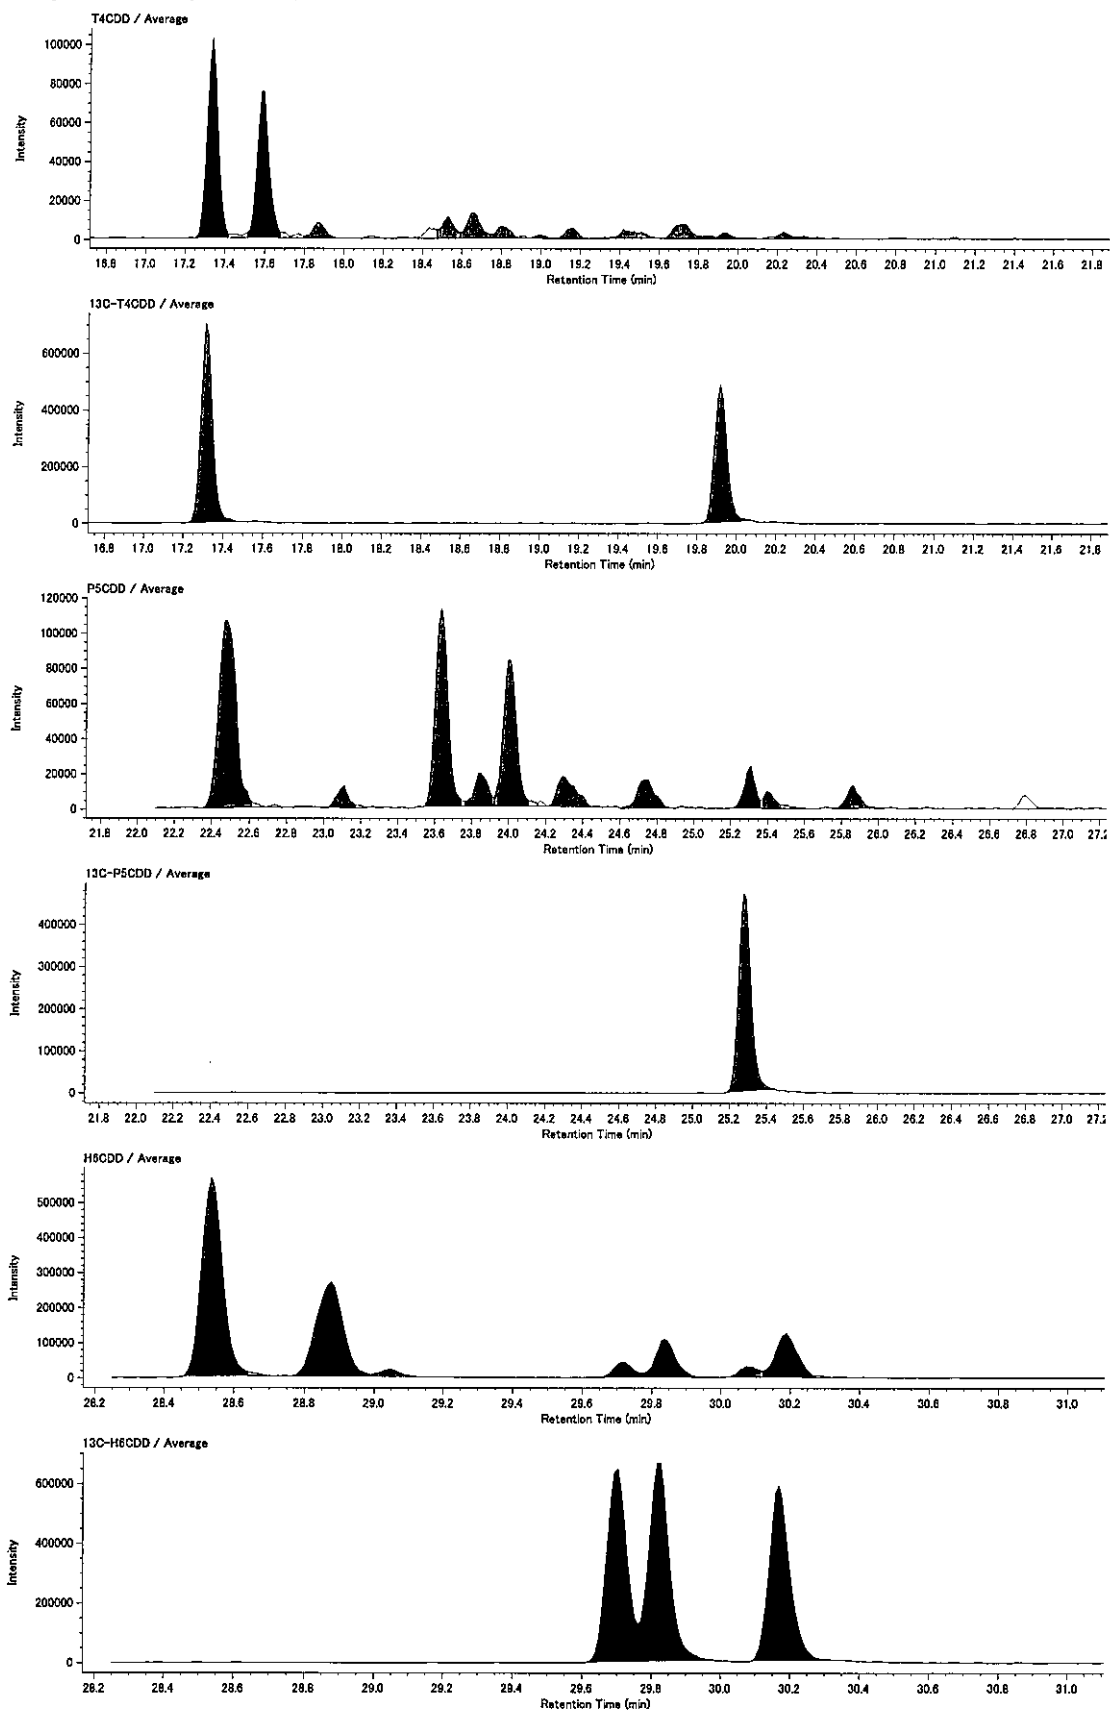 T4CDD / Average
100000
80000
60000
40000
20000
0
Intensity
16.8 17.0 17.2 17.4 17.6 17.8 18.0 18.2 18.4 18.6 18.8 19.0 19.2 19.4 19.6 19.8 20.0 20.2 20.4 20.6 20.8 21.0 21.2 21.4 21.6 21.8
Retention Time (min)
13C-T4CDD / Average
600000
400000
200000
0
Intensity
16.8 17.0 17.2 17.4 17.6 17.8 18.0 18.2 18.4 18.6 18.8 19.0 19.2 19.4 19.6 19.8 20.0 20.2 20.4 20.6 20.8 21.0 21.2 21.4 21.6 21.8
Retention Time (min)
P5CDD / Average
120000
100000
80000
60000
40000
20000
0
Intensity
21.8 22.0 22.2 22.4 22.6 22.8 23.0 23.2 23.4 23.6 23.8 24.0 24.2 24.4 24.6 24.8 25.0 25.2 25.4 25.6 25.8 26.0 26.2 26.4 26.6 26.8 27.0 27.2
Retention Time (min)
13C-P5CDD / Average
400000
300000
200000
100000
0
Intensity
21.8 22.0 22.2 22.4 22.6 22.8 23.0 23.2 23.4 23.6 23.8 24.0 24.2 24.4 24.6 24.8 25.0 25.2 25.4 25.6 25.8 26.0 26.2 26.4 26.6 26.8 27.0 27.2
Retention Time (min)
H6CDD / Average
500000
400000
300000
200000
100000
0
Intensity
28.2 28.4 28.6 28.8 29.0 29.2 29.4 29.6 29.8 30.0 30.2 30.4 30.6 30.8 31.0
Retention Time (min)
13C-H6CDD / Average
600000
400000
200000
0
Intensity
28.2 28.4 28.6 28.8 29.0 29.2 29.4 29.6 29.8 30.0 30.2 30.4 30.6 30.8 31.0
Retention Time (min)